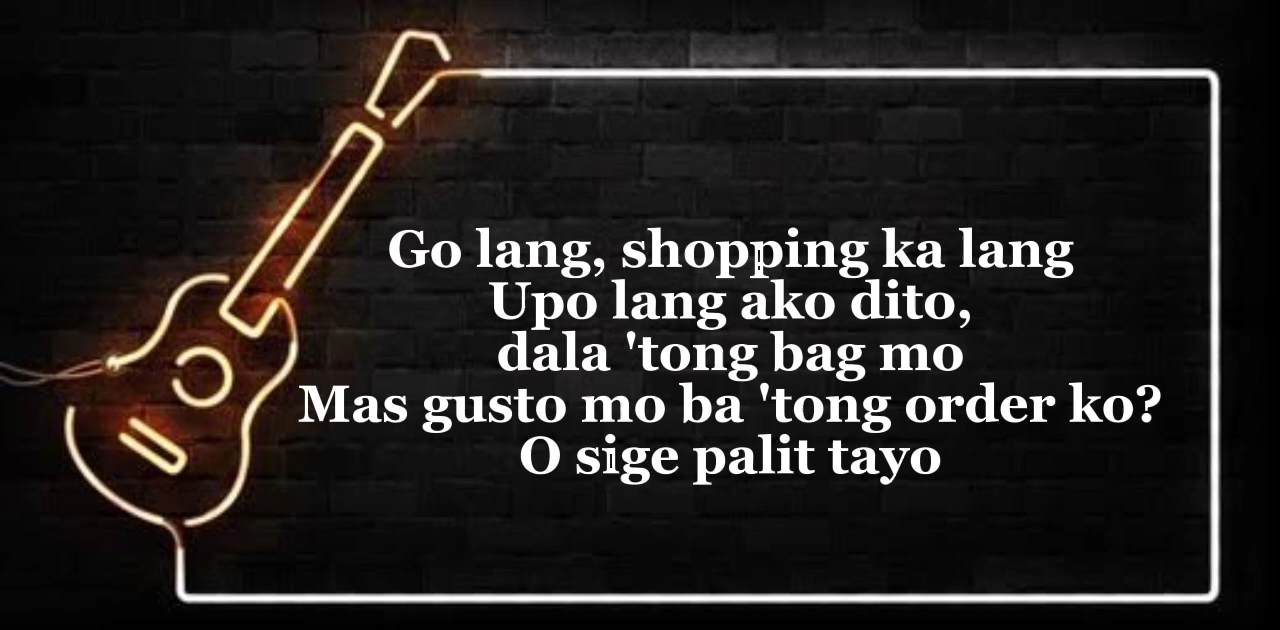 Go lang, shopping ka lang
Upo lang ako dito,
dala 'tong bag mo
Mas gusto mo ba 'tong order ko?
O sige palit tayo